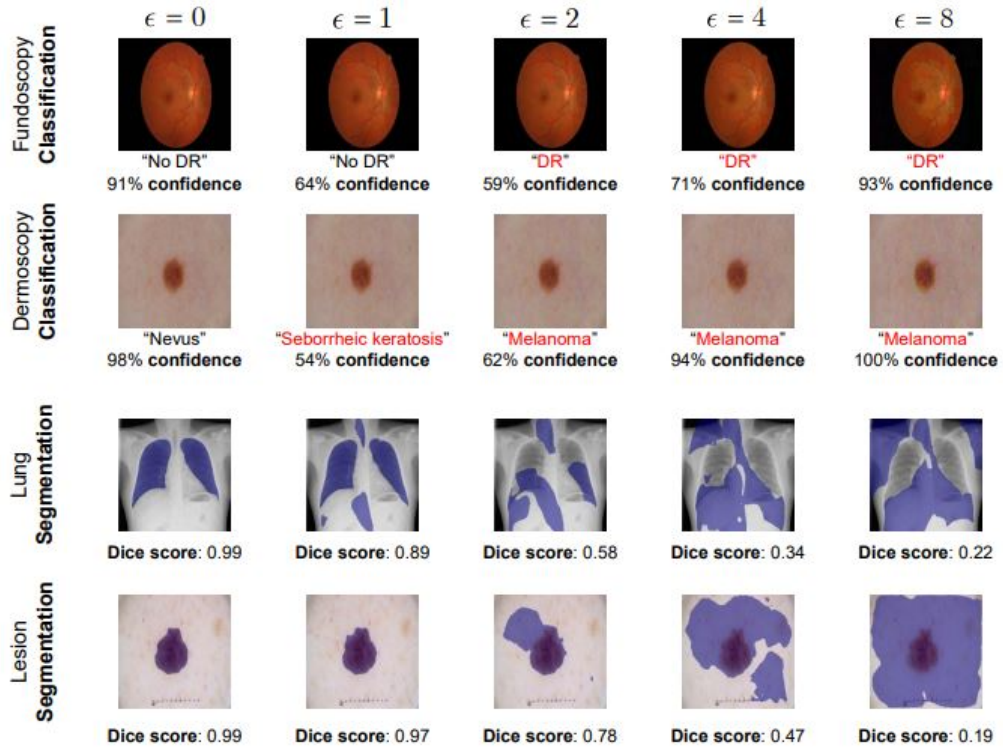 ϵ = 0 ϵ = 1 ϵ = 2 ϵ = 4 ϵ = 8
Fundoscopy
Classification
"No DR" "No DR" "DR" "DR" "DR"
91% confidence 64% confidence 59% confidence 71% confidence 93% confidence
Dermoscopy
Classification
"Nevus" "Seborrheic keratosis" "Melanoma" "Melanoma" "Melanoma"
98% confidence 54% confidence 62% confidence 94% confidence 100% confidence
Lung
Segmentation
Dice score: 0.99 Dice score: 0.89 Dice score: 0.58 Dice score: 0.34 Dice score: 0.22
Lesion
Segmentation
Dice score: 0.99 Dice score: 0.97 Dice score: 0.78 Dice score: 0.47 Dice score: 0.19